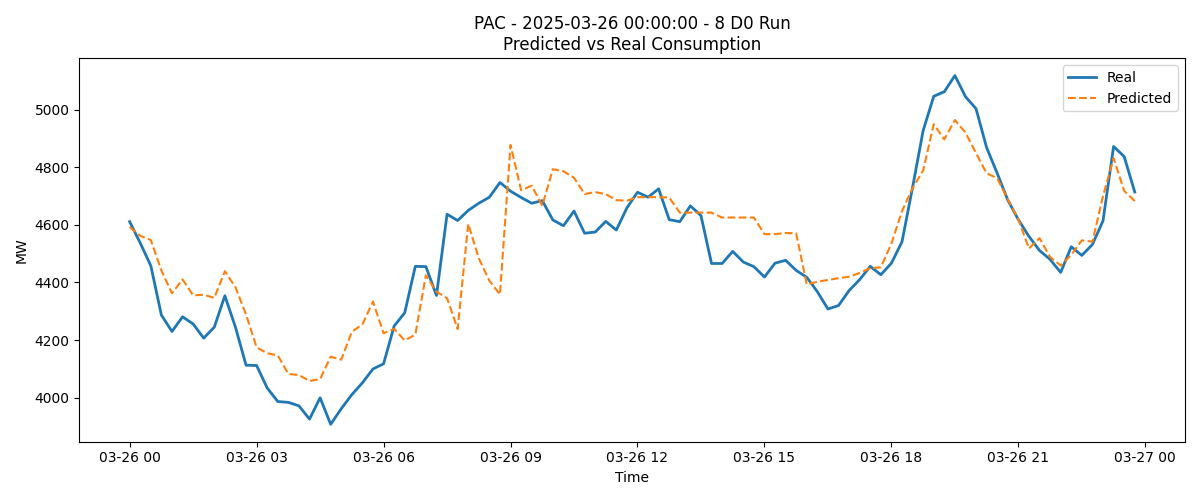 PAC - 2025-03-26 00:00:00 - 8 D0 Run
Predicted vs Real Consumption
Real
Predicted
MW
5000
4800
4600
4400
4200
4000
03-26 00
03-26 03
03-26 06
03-26 09
03-26 12
03-26 15
03-26 18
03-26 21
03-27 00
Time